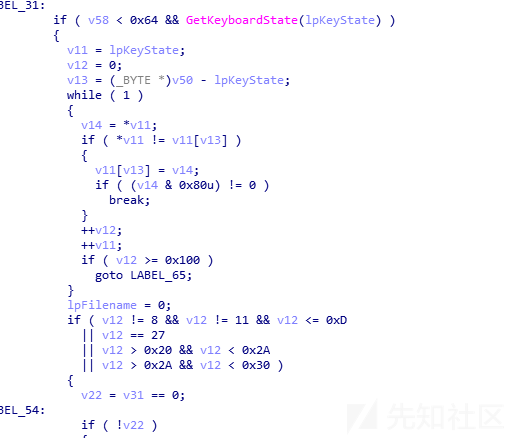 BEL_31:
if ( v58 < 0x64 && GetKeyboardState(lpKeyState) )
{
v11 = lpKeyState;
v12 = 0;
v13 = (_BYTE *)v50 - lpKeyState;
while ( 1 )
{
v14 = *v11;
if ( *v11 != v11[v13] )
{
v11[v13] = v14;
if ( (v14 & 0x80u) != 0 )
break;
}
++v12;
++v11;
if ( v12 >= 0x100 )
goto LABEL_65;
}
lpFilename = 0;
if ( v12 != 8 && v12 != 11 && v12 <= 0xD
|| v12 == 27
|| v12 > 0x20 && v12 < 0x2A
|| v12 > 0x2A && v12 < 0x30 )
{
v22 = v31 == 0;
BEL_54:
if ( !v22 )
{
先知社区